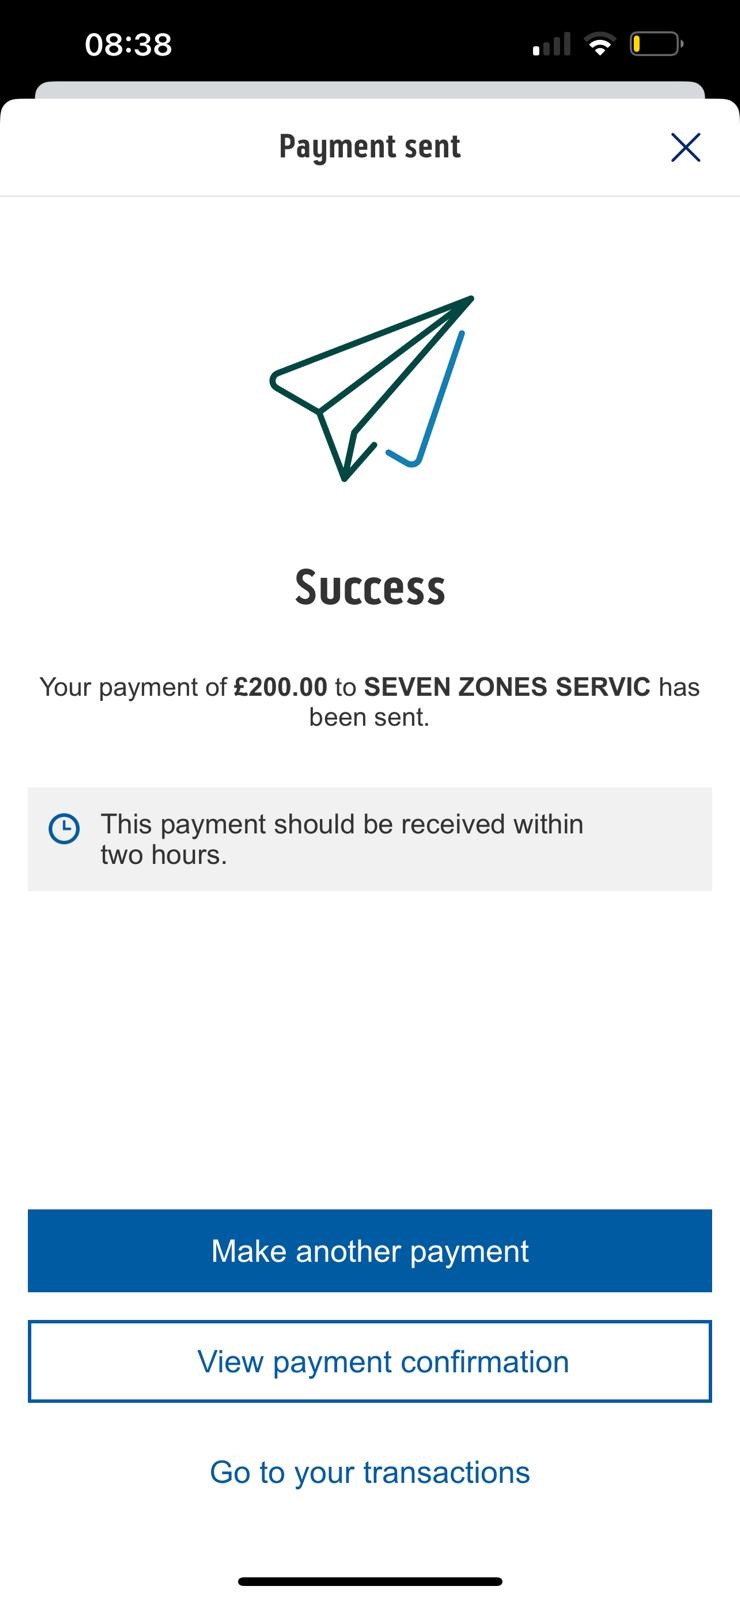 08:38
Payment sent
Success
Your payment of £200.00 to SEVEN ZONES SERVIC has
been sent.
This payment should be received within
two hours.
Make another payment
View payment confirmation
Go to your transactions